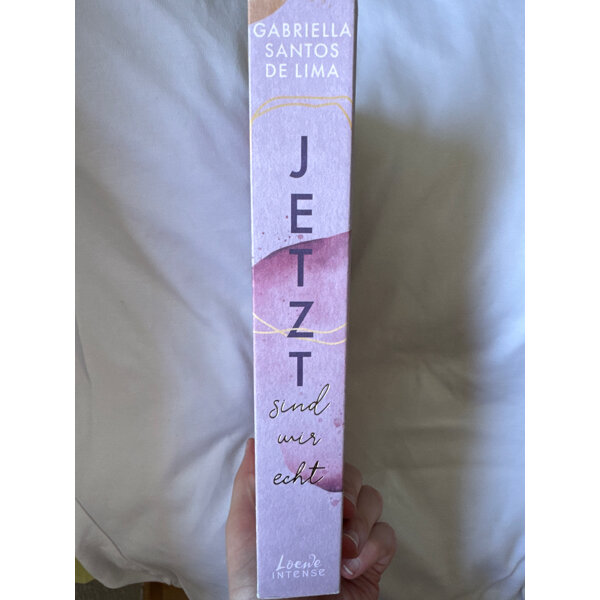 GABRIELLA
SANTOS
DE LIMA
JETZT
sind
wir
echt
Loewe
INTENSE